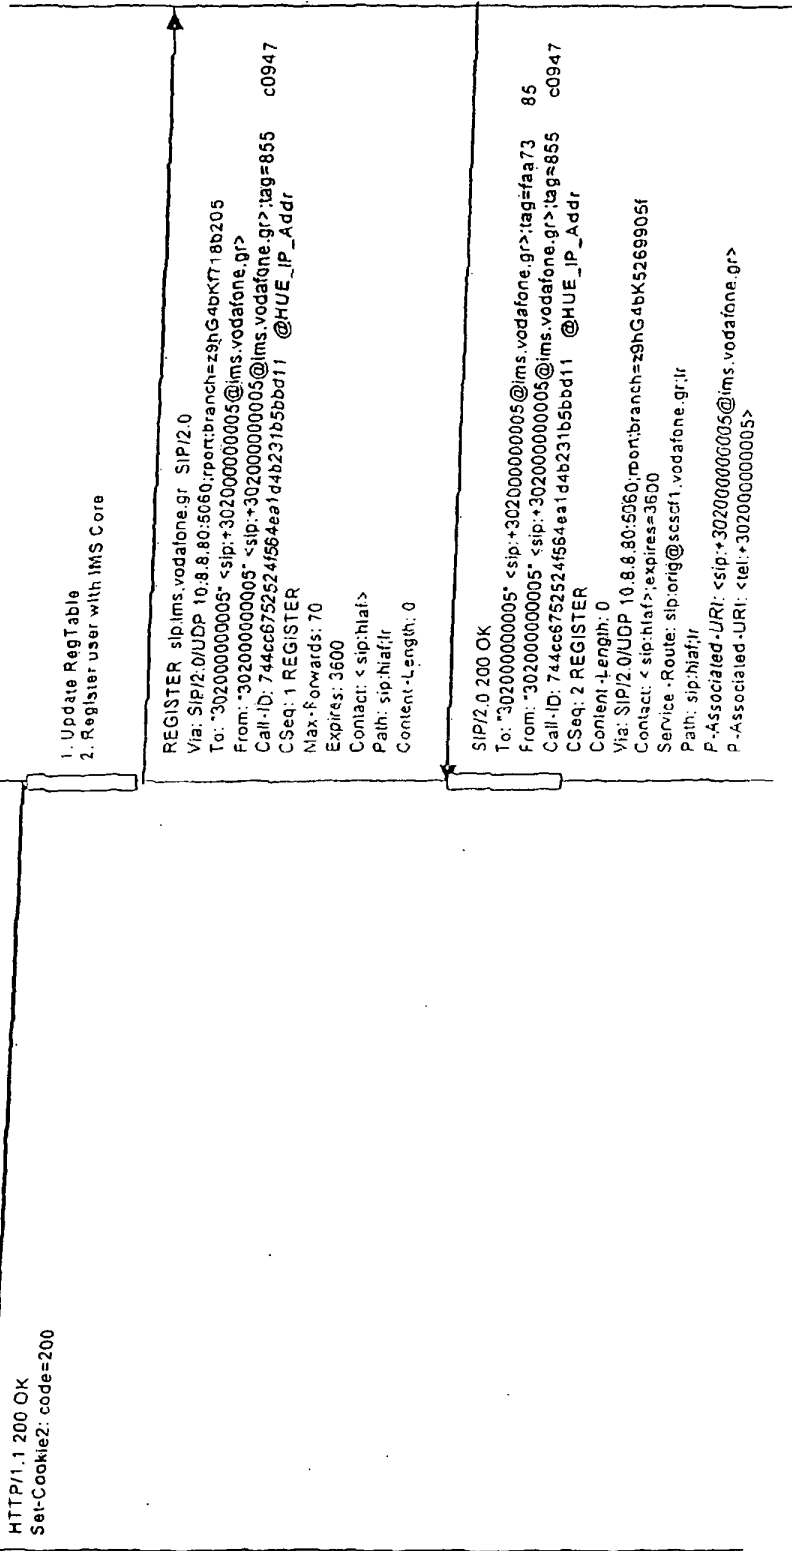 HTTP/1.1 200 OK
Set-Cookie2: code=200
1. Update RegTable
2. Register user with IMS Core
REGISTER sip:ims.vodafone.gr SIP/2.0
Via: SIP/2.0/UDP 10.8.8.80:5060;rport;branch=z9hG4bKf718b205
To: "302000000005" <sip:+302000000005@ims.vodafone.gr>
From: "302000000005" <sip:+302000000005@ims.vodafone.gr>;tag=855 c0947
Call-ID: 744cc6752524f564ea1d4b231b5bbd11 @HUE_IP_Addr
CSeq: 1 REGISTER
Max-Forwards: 70
Expires: 3600
Contact: < sip:hiaf>
Path: sip:hiaf;lr
Content-Length: 0
SIP/2.0 200 OK
To: "302000000005" <sip:+302000000005@ims.vodafone.gr>;tag=faa73 85
From: "302000000005" <sip:+302000000005@ims.vodafone.gr>;tag=855 c0947
Call-ID: 744cc6752524f564ea1d4b231b5bbd11 @HUE_IP_Addr
CSeq: 2 REGISTER
Content-Length: 0
Via: SIP/2.0/UDP 10.8.8.80:5060;rport;branch=z9hG4bK5269905f
Contact: < sip:hiaf>;expires=3600
Service-Route: sip:orig@scscf1.vodafone.gr;lr
Path: sip:hiaf;lr
P-Associated-URI: <sip:+302000000005@ims.vodafone.gr>
P-Associated-URI: <tel:+302000000005>